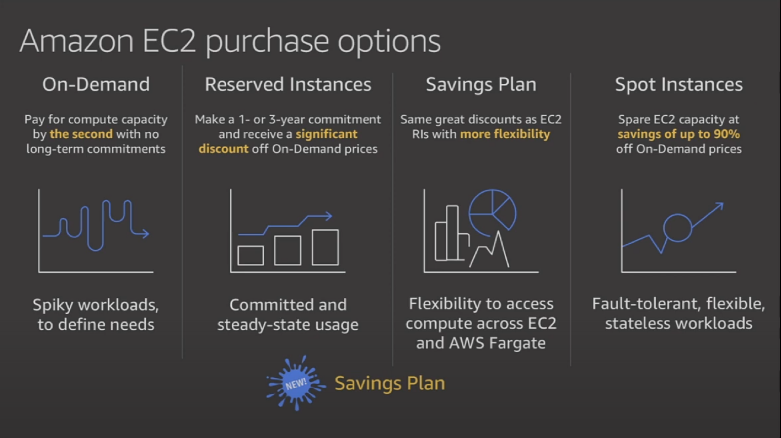 Amazon EC2 purchase options
On-Demand
Pay for compute capacity
by the second with no
long-term commitments
Spiky workloads,
to define needs
Reserved Instances
Make a 1- or 3-year commitment
and receive a significant
discount off On-Demand prices
Committed and
steady-state usage
Savings Plan
Same great discounts as EC2
RIs with more flexibility
Flexibility to access
compute across EC2
and AWS Fargate
Spot Instances
Spare EC2 capacity at
savings of up to 90%
off On-Demand prices
Fault-tolerant, flexible,
stateless workloads
NEW!
Savings Plan